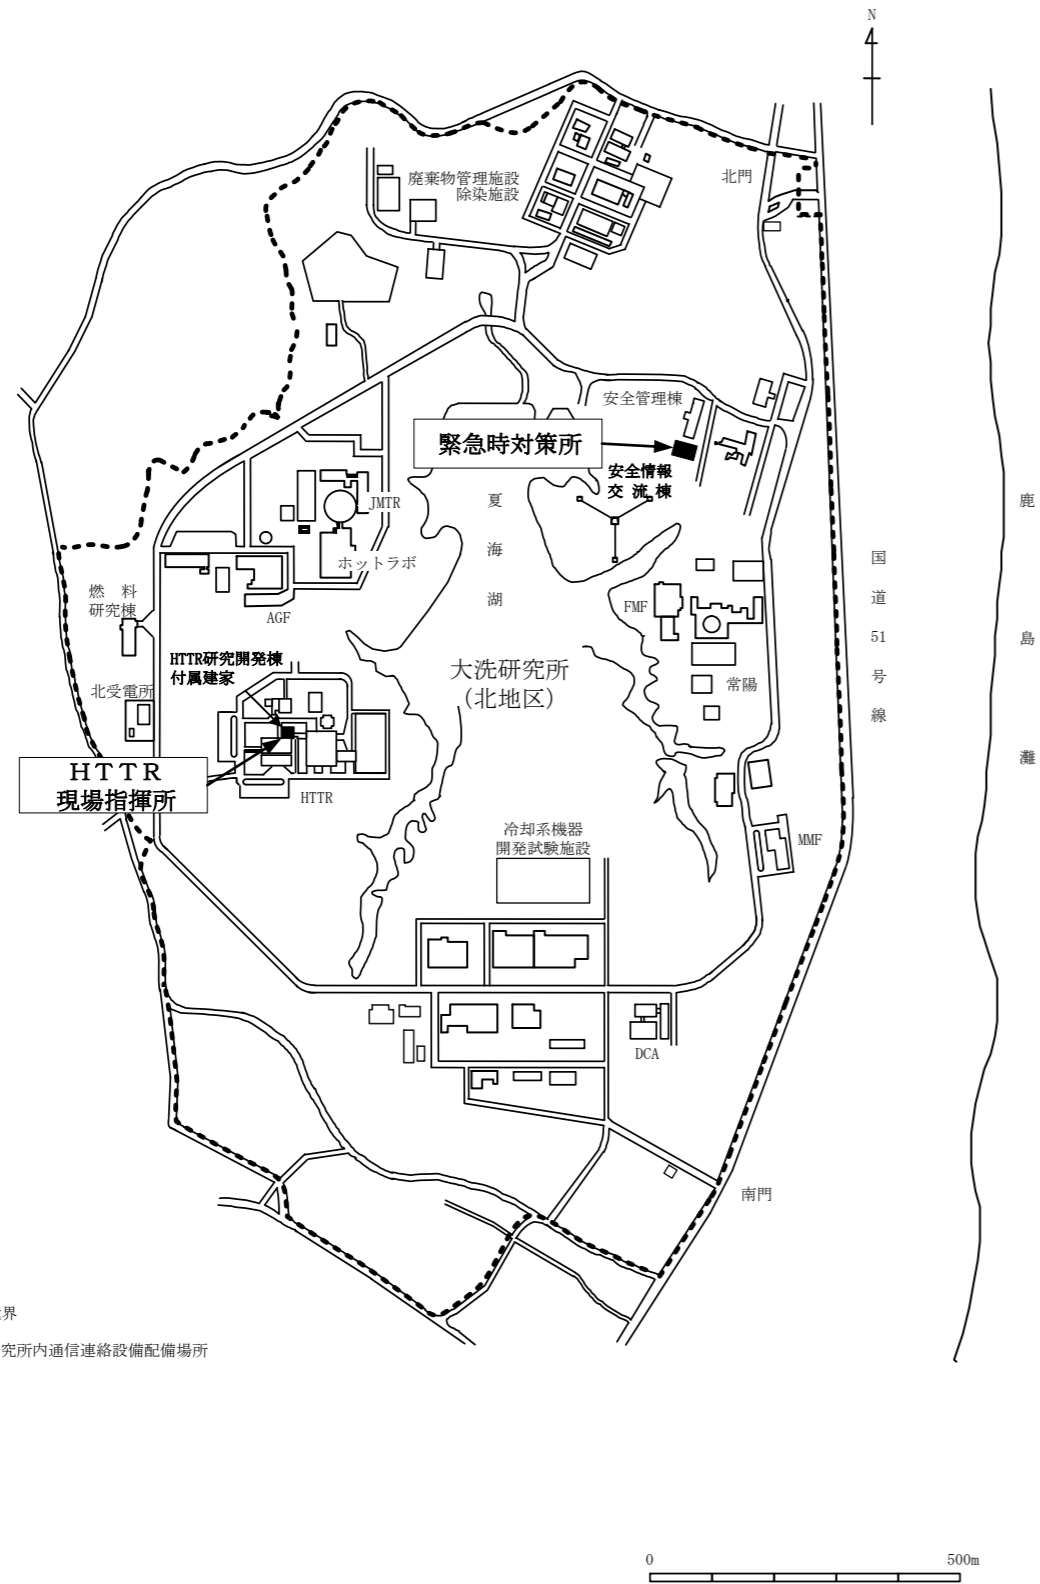 N
廃棄物管理施設
除染施設
北門
安全管理棟
緊急時対策所
安全情報
交流棟
JMTR
夏海湖
鹿島灘
ホットラボ
国道51号線
燃料
研究棟
AGF
FMF
HTTR研究開発棟
付属建家
大洗研究所
(北地区)
北受電所
常陽
HTTR
現場指揮所
HTTR
冷却系機器
開発試験施設
MMF
DCA
南門
界
究所内通信連絡設備配備場所
0 500m